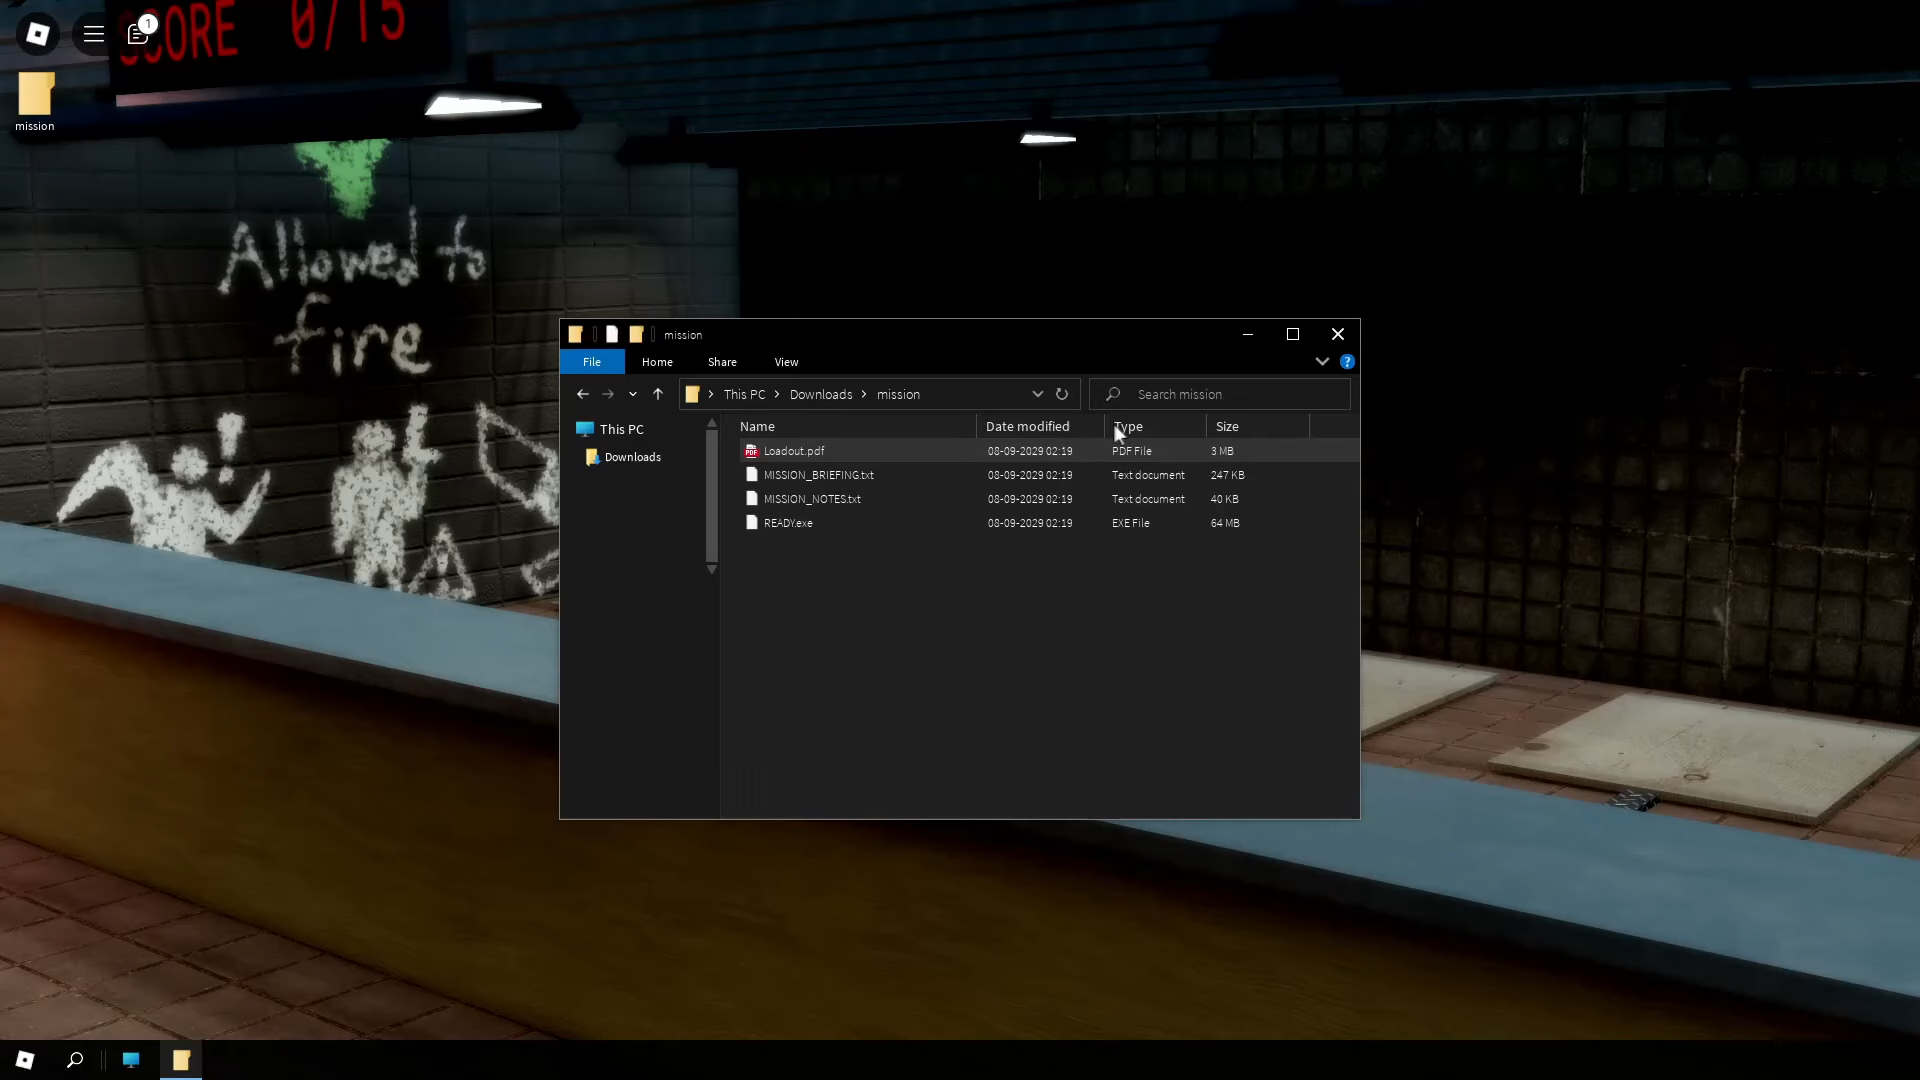 SCORE 0/15
1
mission
Allowed to
fire
mission
File Home Share View
?
This PC Downloads mission
Search mission
This PC
Downloads
Name Date modified Type Size
PDF Loadout.pdf 08-09-2029 02:19 PDF File 3 MB
MISSION_BRIEFING.txt 08-09-2029 02:19 Text document 247 KB
MISSION_NOTES.txt 08-09-2029 02:19 Text document 40 KB
READY.exe 08-09-2029 02:19 EXE File 64 MB